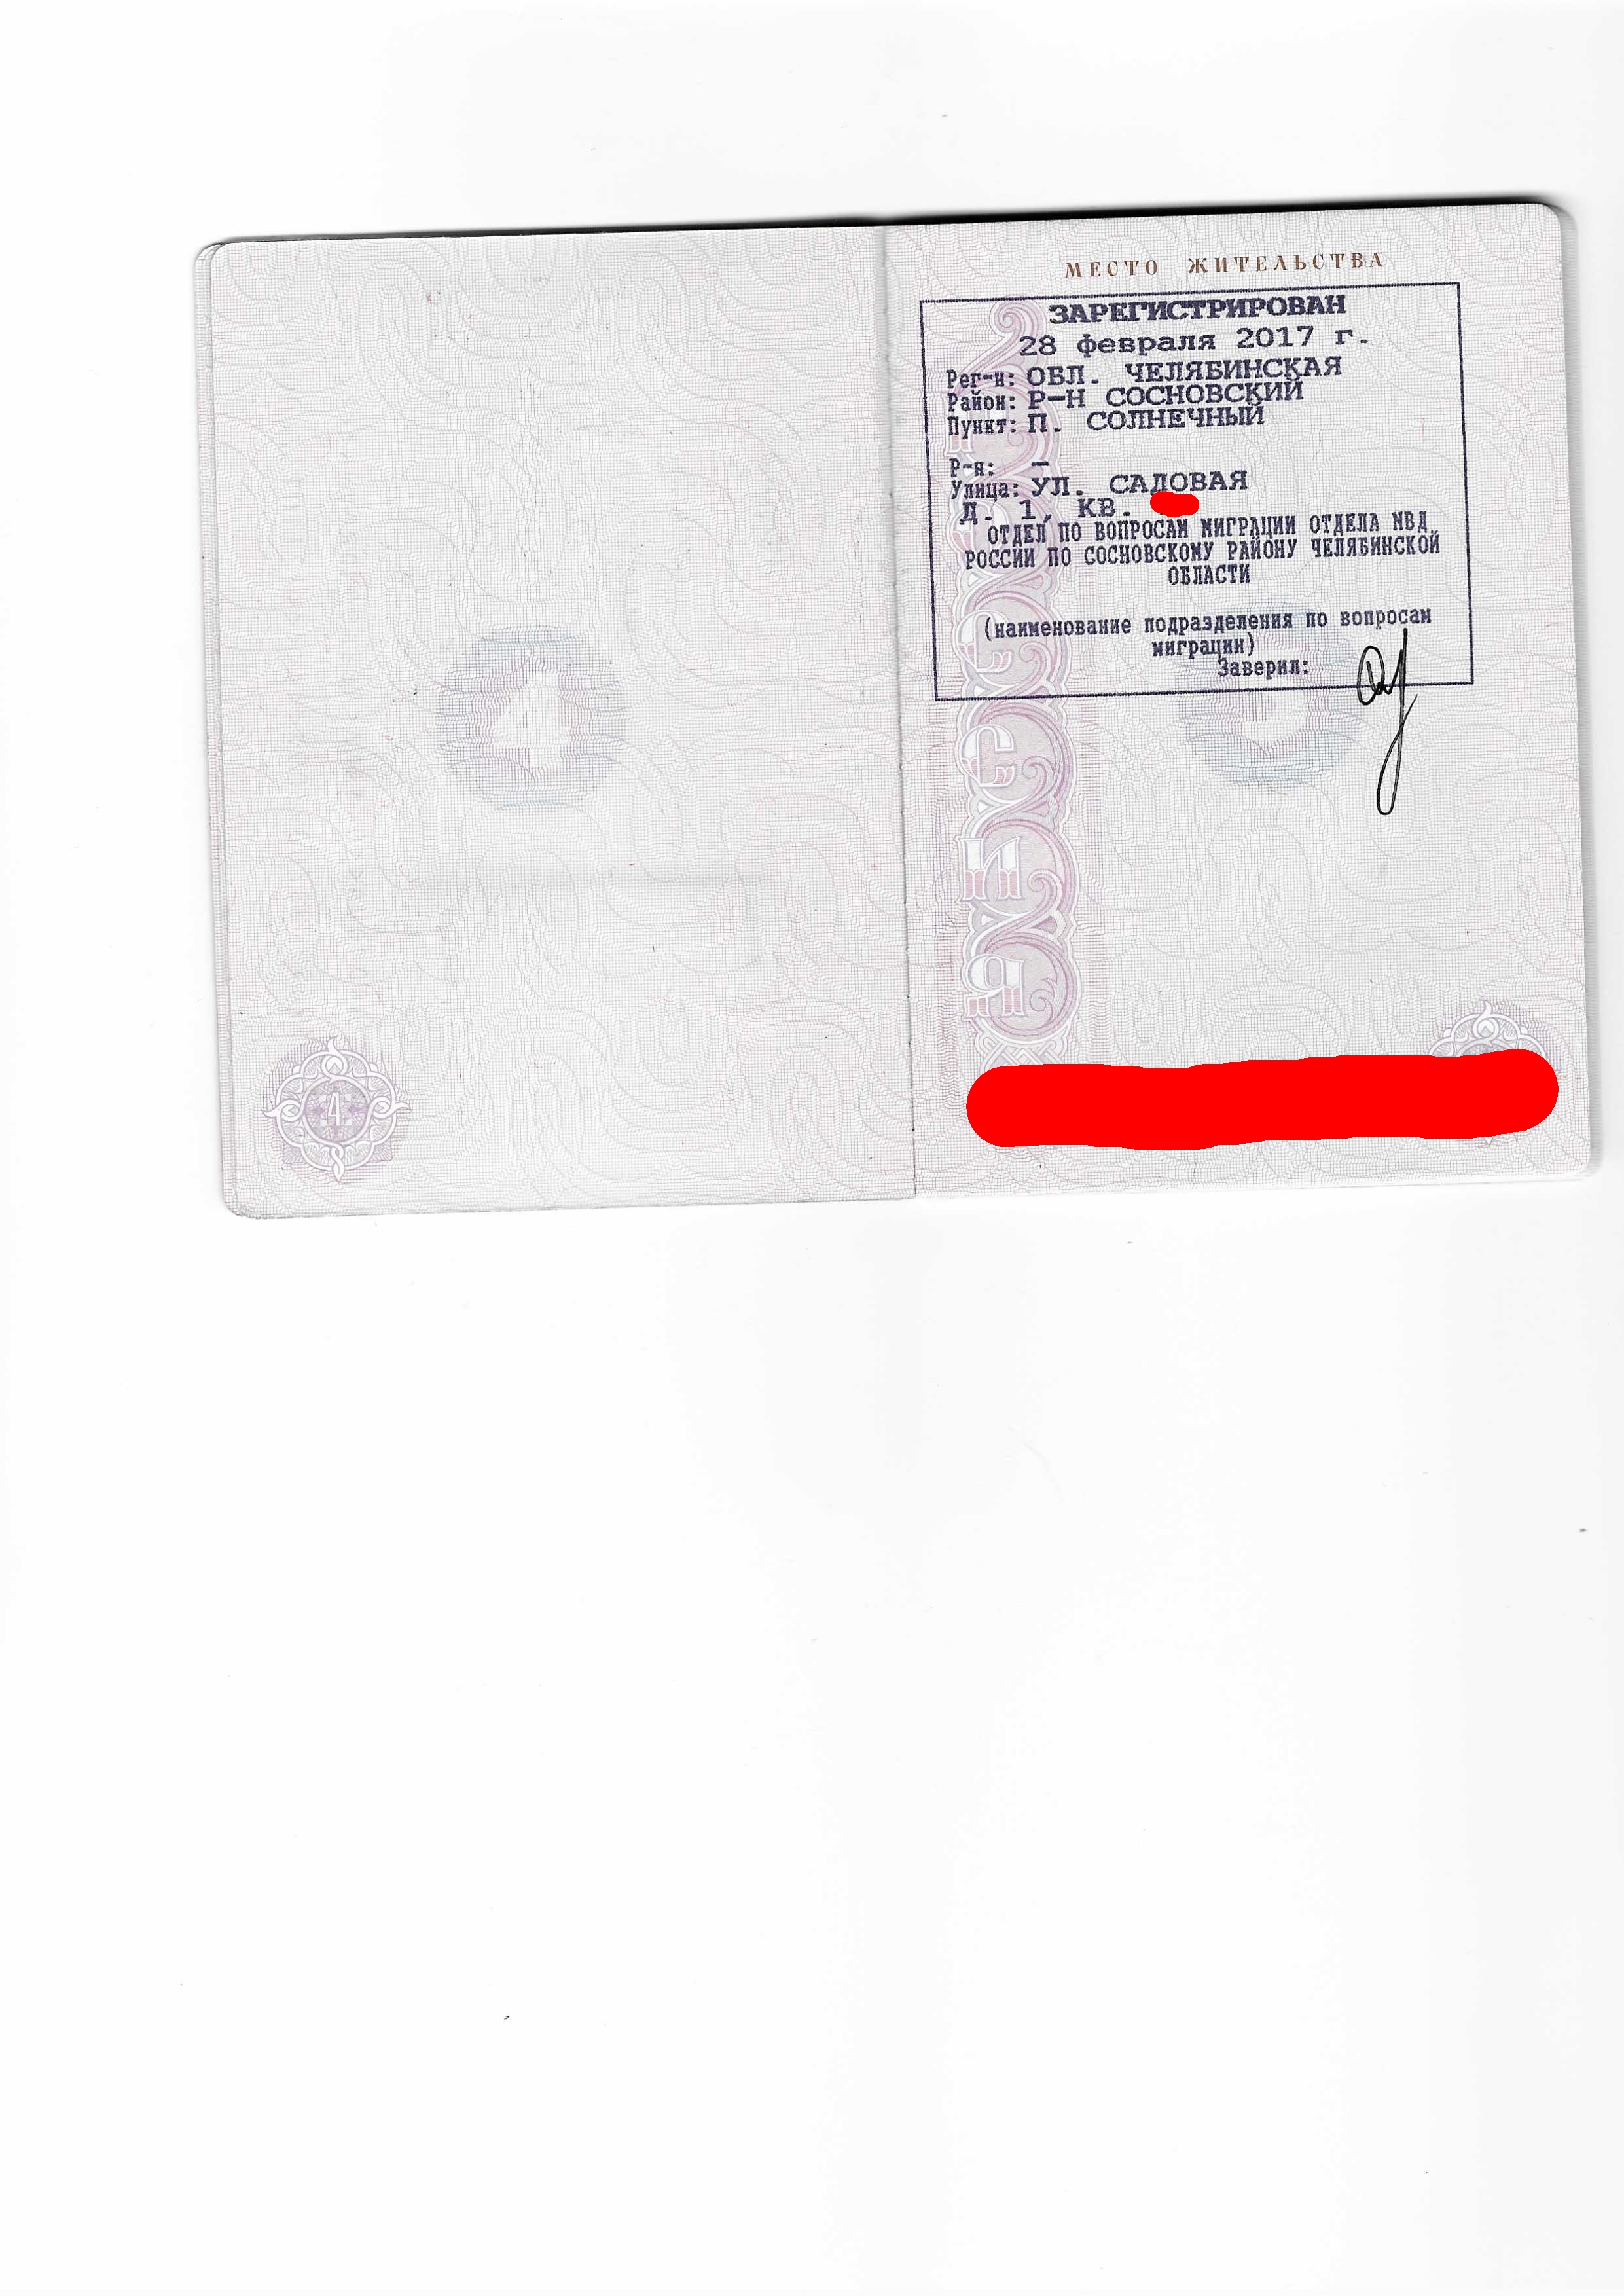 МЕСТО ЖИТЕЛЬСТВА
ЗАРЕГИСТРИРОВАН
28 февраля 2017 г.
Рег-н: ОБЛ. ЧЕЛЯБИНСКАЯ
Район: Р-Н СОСНОВСКИЙ
Пункт: П. СОЛНЕЧНЫЙ
Р-н: –
Улица: УЛ. САДОВАЯ
Д. 1, КВ.
ОТДЕЛ ПО ВОПРОСАМ МИГРАЦИИ ОТДЕЛА МВД
РОССИИ ПО СОСНОВСКОМУ РАЙОНУ ЧЕЛЯБИНСКОЙ
ОБЛАСТИ
(наименование подразделения по вопросам
миграции)
Заверил:
РОССИЯ
4
4